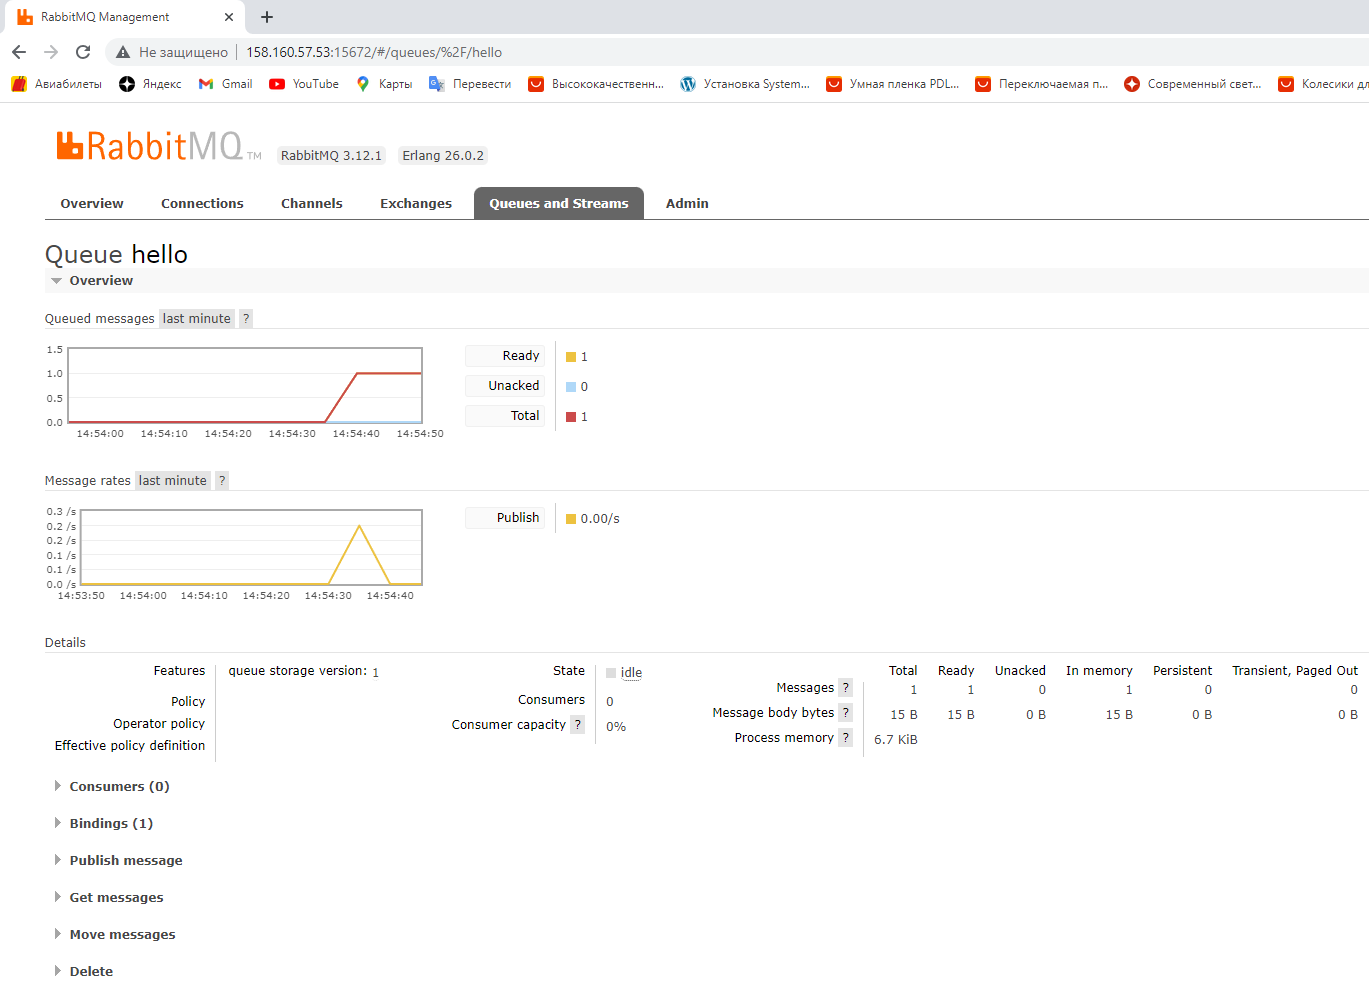 RabbitMQ Management
Не защищено 158.160.57.53:15672/#/queues/%2F/hello
Авиабилеты Яндекс Gmail YouTube Карты Перевести Высококачественн... Установка System... Умная пленка PDL... Переключаемая п... Современный свет... Колесики дл
RabbitMQ TM RabbitMQ 3.12.1 Erlang 26.0.2
Overview Connections Channels Exchanges Queues and Streams Admin
Queue hello
Overview
Queued messages last minute ?
1.5
1.0
0.5
0.0
14:54:00 14:54:10 14:54:20 14:54:30 14:54:40 14:54:50
Ready 1
Unacked 0
Total 1
Message rates last minute ?
0.3 /s
0.2 /s
0.2 /s
0.1 /s
0.1 /s
0.0 /s
14:53:50 14:54:00 14:54:10 14:54:20 14:54:30 14:54:40
Publish 0.00/s
Details
Features queue storage version: 1
Policy
Operator policy
Effective policy definition
State idle
Consumers 0
Consumer capacity ? 0%
Total Ready Unacked In memory Persistent Transient, Paged Out
Messages ? 1 1 0 1 0 0
Message body bytes ? 15 B 15 B 0 B 15 B 0 B 0 B
Process memory ? 6.7 KiB
Consumers (0)
Bindings (1)
Publish message
Get messages
Move messages
Delete